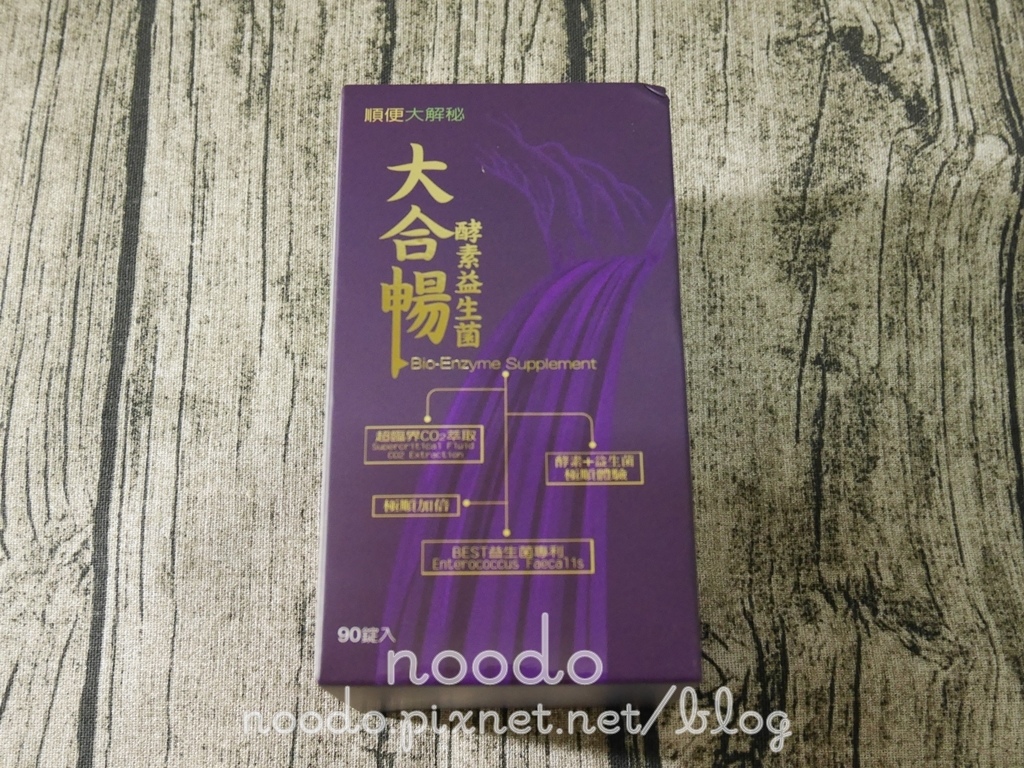 順便大解秘
大合暢
酵素益生菌
Bio-Enzyme Supplement
超臨界CO₂萃取
Supercritical Fluid
CO2 Extraction
酵素+益生菌
極順體驗
極順加倍
BEST益生菌專利
Enterococcus Faecalis
90錠入
noodo
noodo.pixnet.net/blog